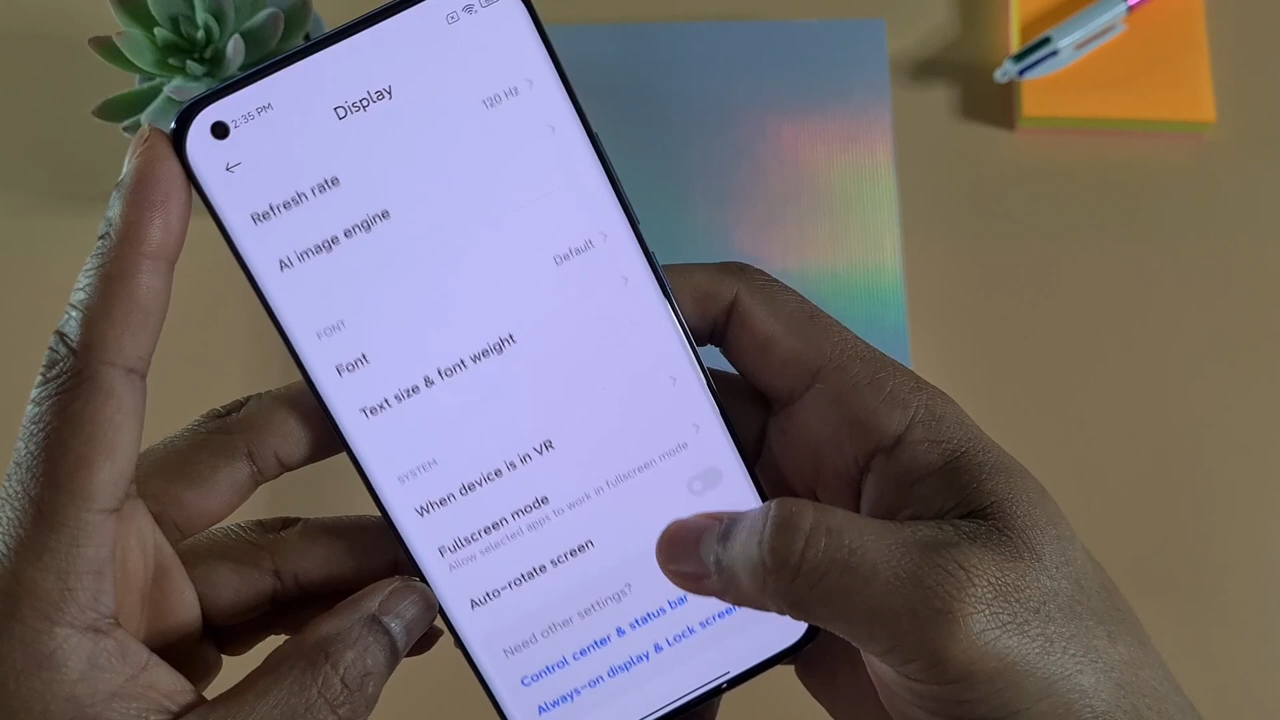 2:35 PM
Display
Refresh rate 120 Hz
AI image engine
FONT
Font Default
Text size & font weight
SYSTEM
When device is in VR
Fullscreen mode
Allow selected apps to work in fullscreen mode
Auto-rotate screen
Need other settings?
Control center & status bar
Always-on display & Lock screen